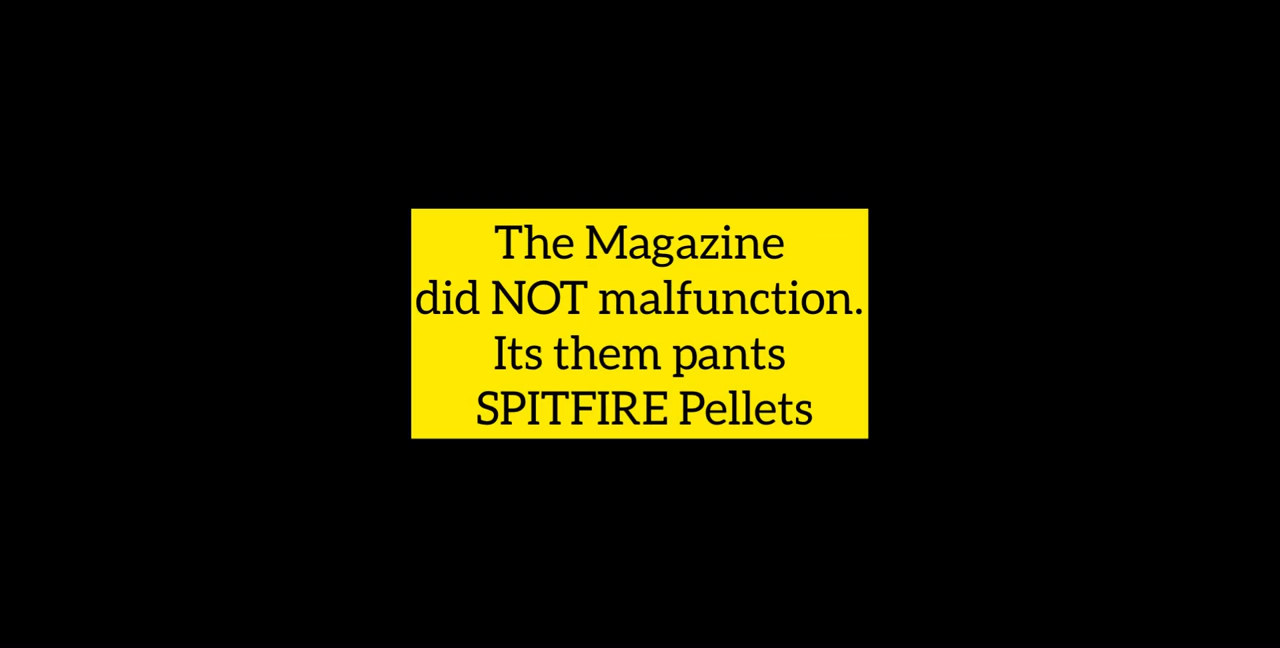 The Magazine
did NOT malfunction.
Its them pants
SPITFIRE Pellets